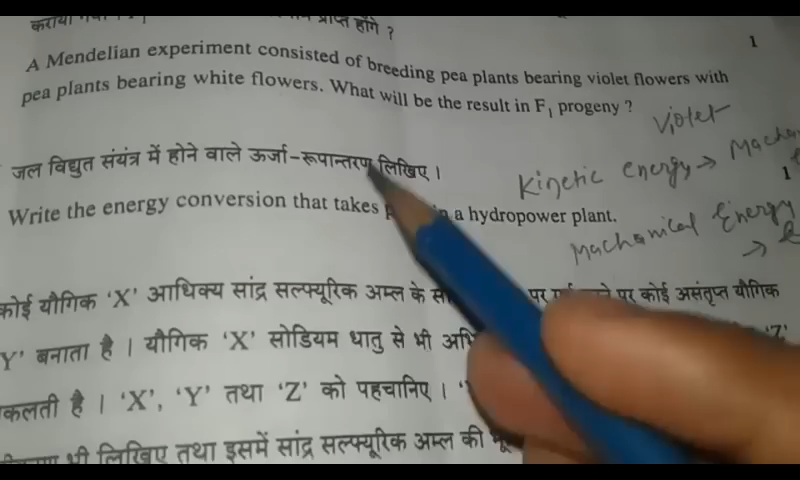 कराया
प्राप्त होंगे ?
1
A Mendelian experiment consisted of breeding pea plants bearing violet flowers with
pea plants bearing white flowers. What will be the result in F1 progeny ?
Violet
जल विद्युत संयंत्र में होने वाले ऊर्जा-रूपान्तरण लिखिए ।
Kinetic energy →
1
Write the energy conversion that takes in a hydropower plant.
Machanical Energy
→
कोई यौगिक 'X' आधिक्य सांद्र सल्फ्यूरिक अम्ल के पर कोई असंतृप्त यौगिक
Y' बनाता है । यौगिक 'X' सोडियम धातु से भी 'Z'
है । 'X', 'Y' तथा 'Z' को पहचानिए ।
भी लिखिए तथा इसमें सांद्र सल्फ्यूरिक अम्ल की